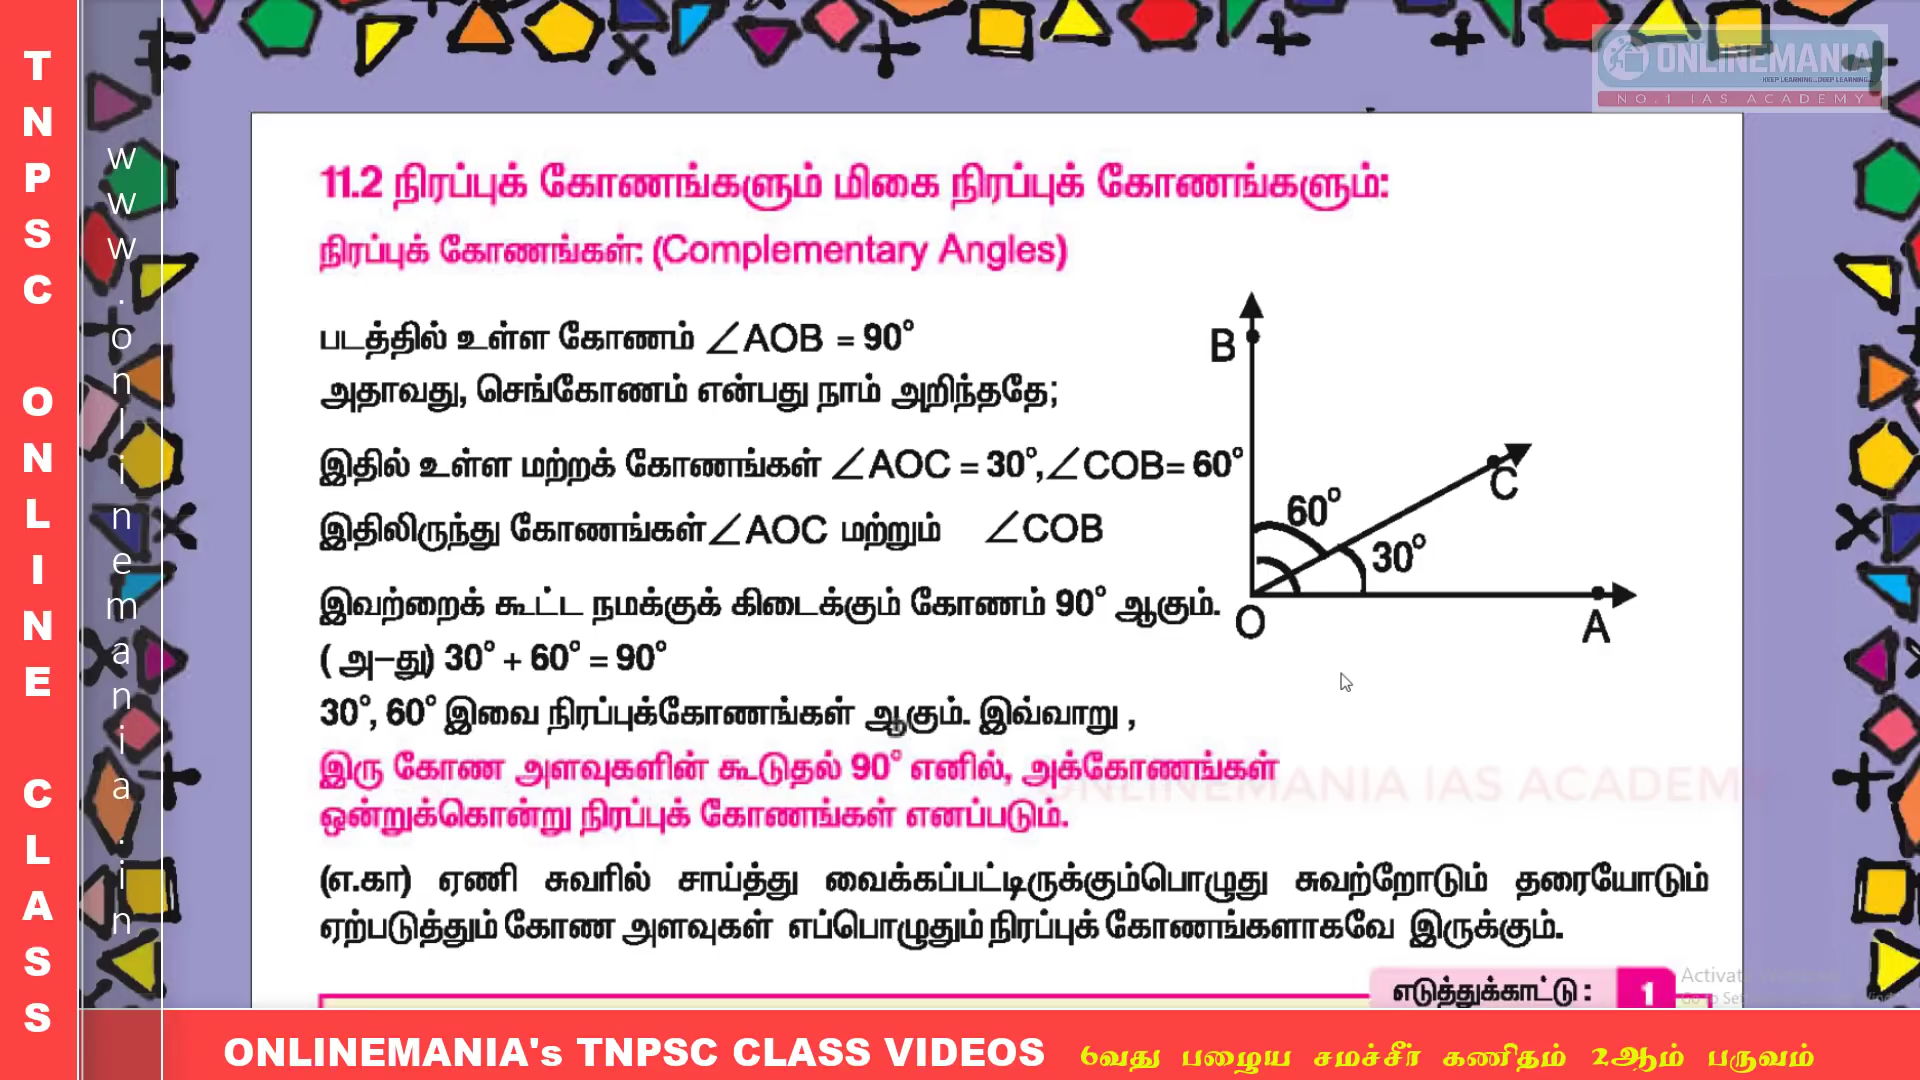 TNPSC ONLINE CLASS
www.onlinemania.in
ONLINEMANIA
KEEP LEARNING...DEEP LEARNING...
NO.1 IAS ACADEMY
11.2 நிரப்புக் கோணங்களும் மிகை நிரப்புக் கோணங்களும்:
நிரப்புக் கோணங்கள்: (Complementary Angles)
படத்தில் உள்ள கோணம் ∠AOB = 90°
அதாவது, செங்கோணம் என்பது நாம் அறிந்ததே;
இதில் உள்ள மற்றக் கோணங்கள் ∠AOC = 30°,∠COB= 60°
இதிலிருந்து கோணங்கள்∠AOC மற்றும் ∠COB
இவற்றைக் கூட்ட நமக்குக் கிடைக்கும் கோணம் 90° ஆகும்.
( அ–து) 30° + 60° = 90°
30°, 60° இவை நிரப்புக்கோணங்கள் ஆகும். இவ்வாறு ,
இரு கோண அளவுகளின் கூடுதல் 90° எனில், அக்கோணங்கள்
ஒன்றுக்கொன்று நிரப்புக் கோணங்கள் எனப்படும்.
B
C
60°
30°
O
A
ONLINEMANIA IAS ACADEMY
(எ.கா) ஏணி சுவரில் சாய்த்து வைக்கப்பட்டிருக்கும்பொழுது சுவற்றோடும் தரையோடும்
ஏற்படுத்தும் கோண அளவுகள் எப்பொழுதும் நிரப்புக் கோணங்களாகவே இருக்கும்.
எடுத்துக்காட்டு : 1
ONLINEMANIA's TNPSC CLASS VIDEOS 6வது பழைய சமச்சீர் கணிதம் 2ஆம் பருவம்